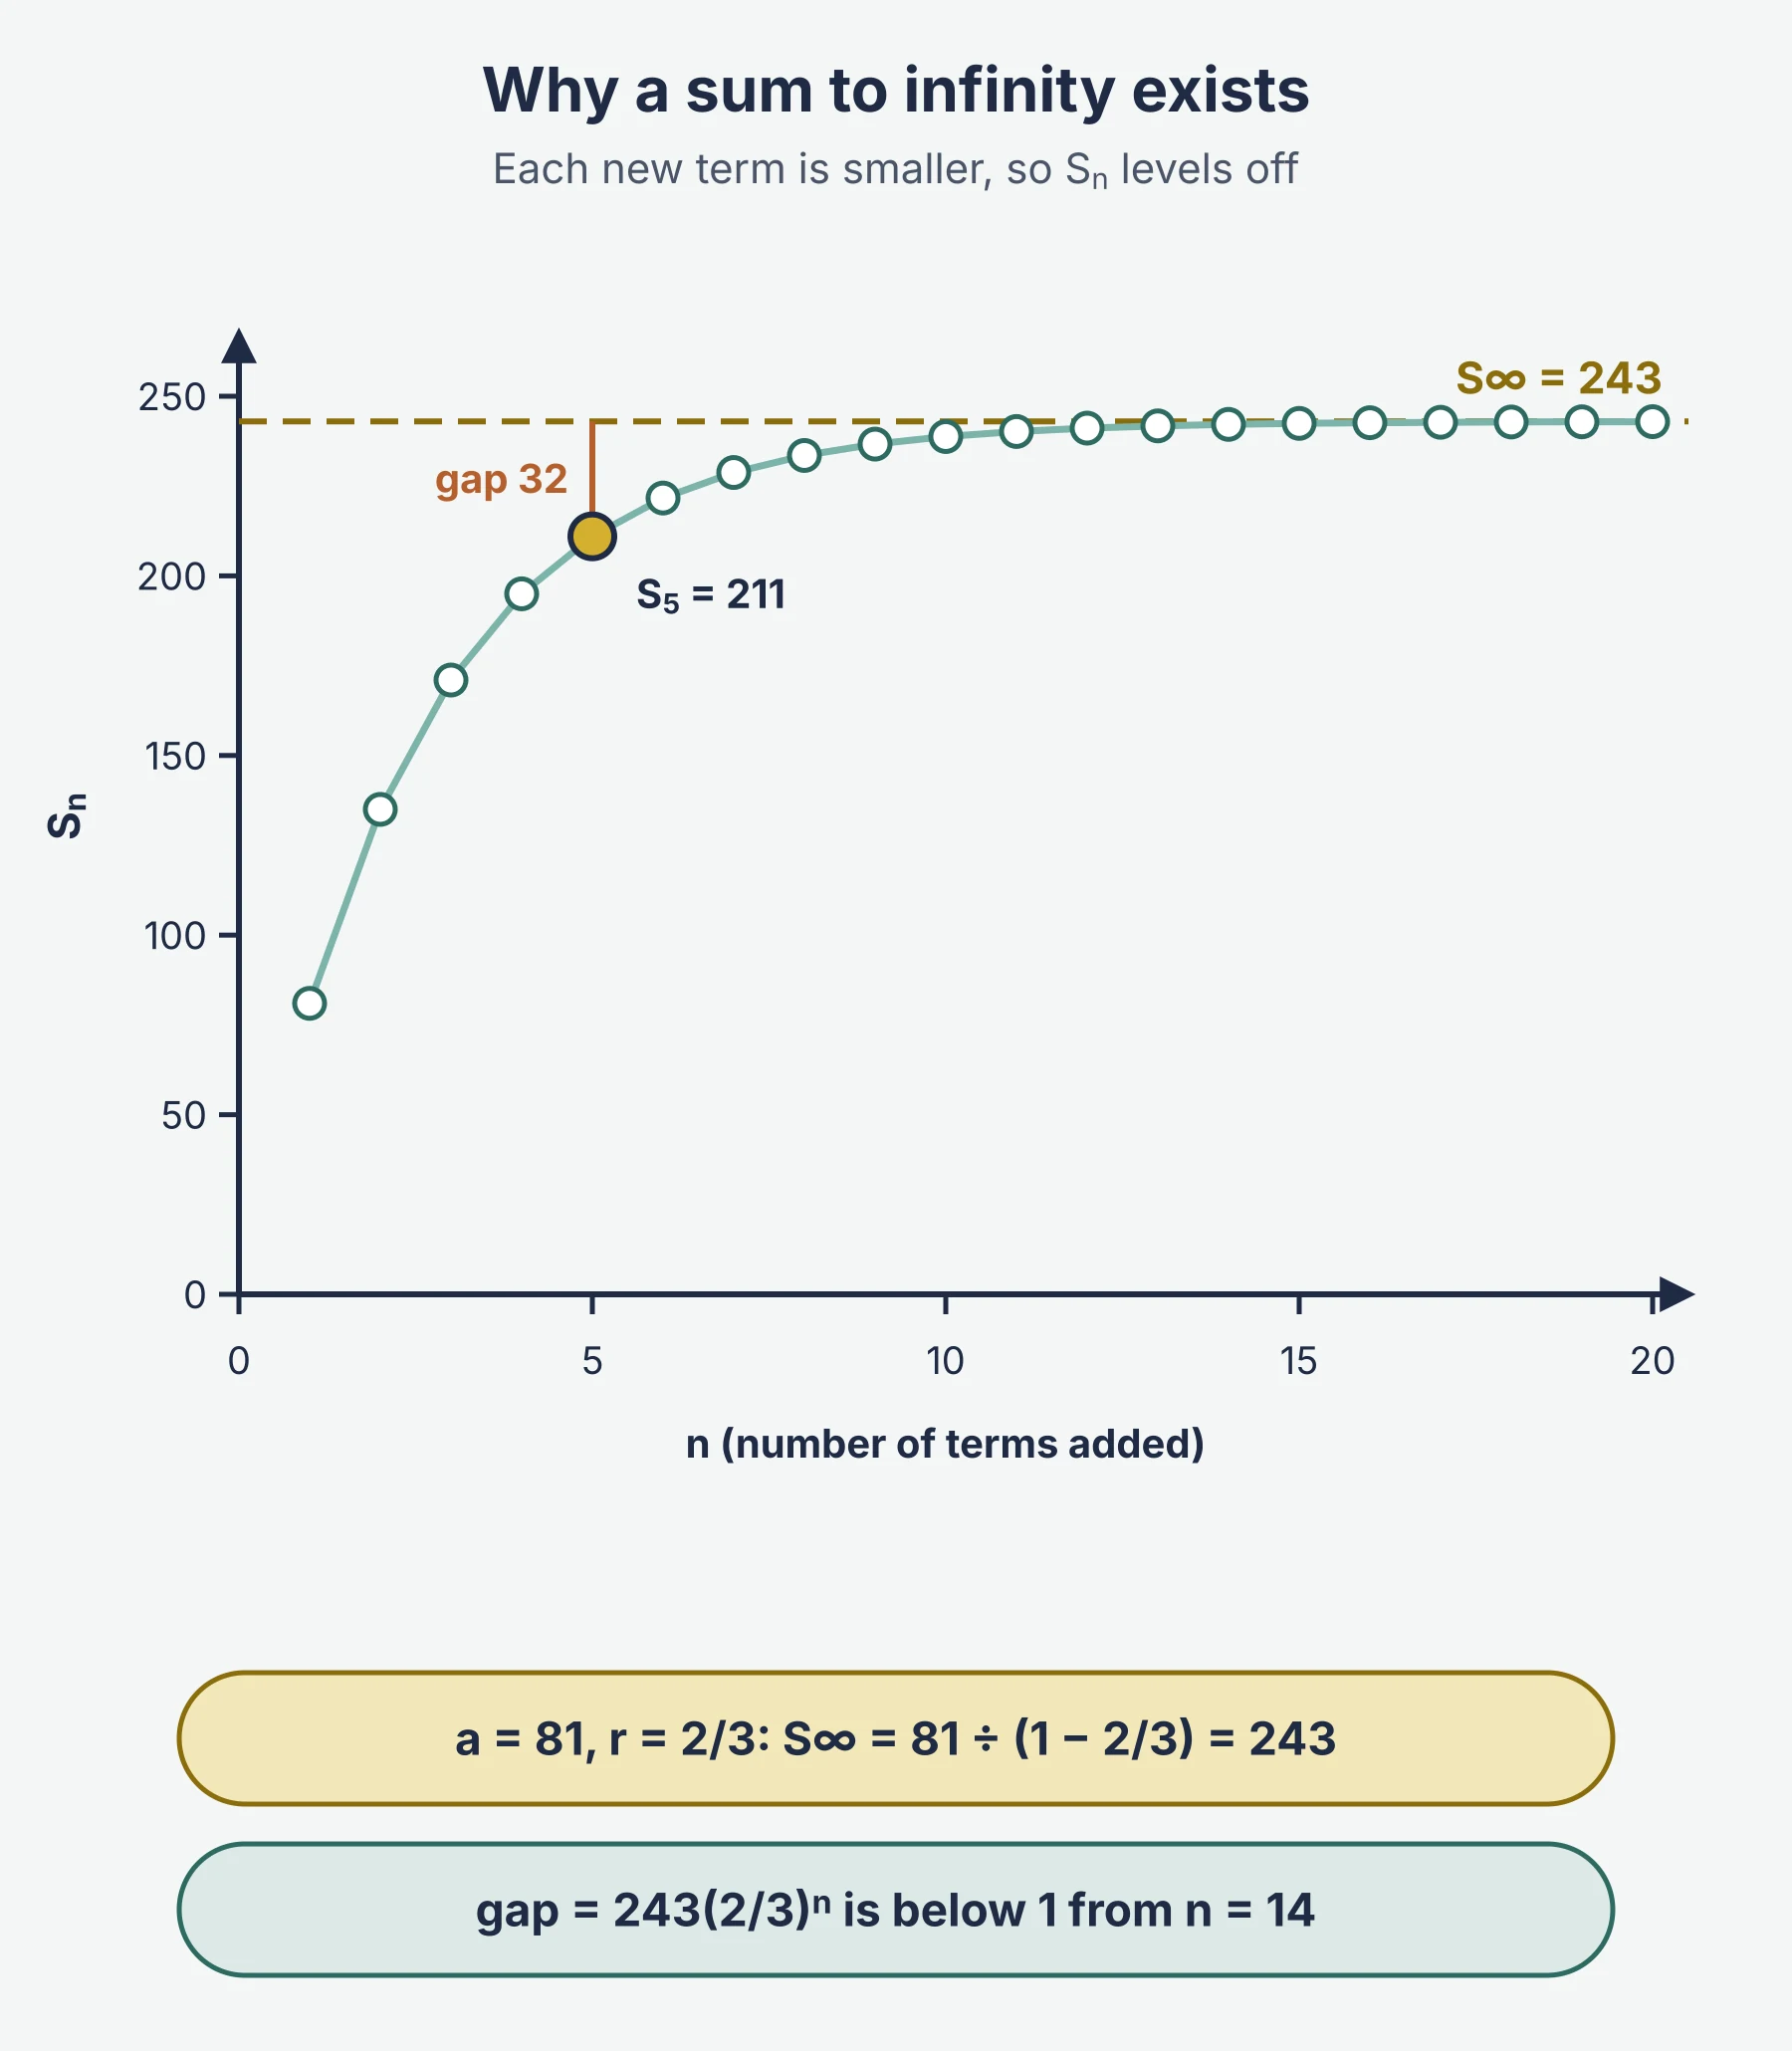 Why a sum to infinity exists
Each new term is smaller, so Sₙ levels off
S∞ = 243
250
gap 32
200
S₅ = 211
150
Sₙ
100
50
0
0 5 10 15 20
n (number of terms added)
a = 81, r = 2/3: S∞ = 81 ÷ (1 − 2/3) = 243
gap = 243(2/3)ⁿ is below 1 from n = 14